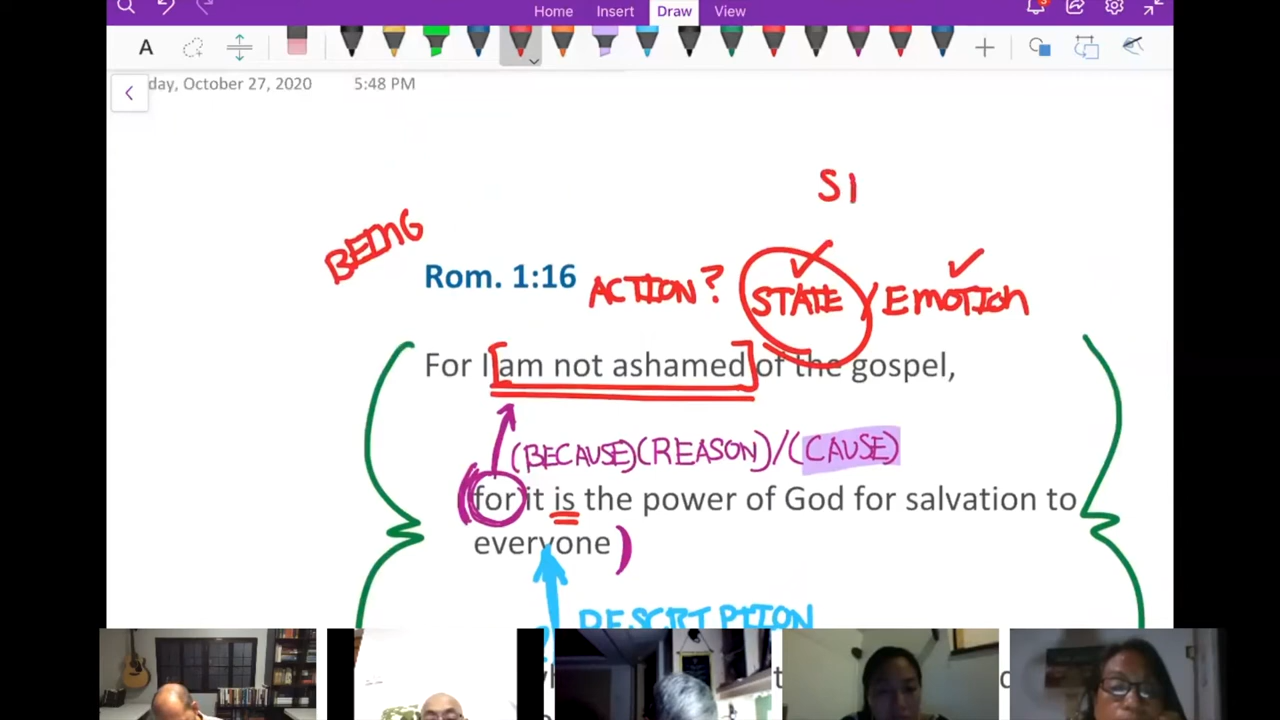 Home Insert Draw View
A
day, October 27, 2020 5:48 PM
S1
BEING
Rom. 1:16 ACTION? STATE / EMOTION
For I [am not ashamed] of the gospel,
(BECAUSE)(REASON)/(CAUSE)
(for it is the power of God for salvation to
everyone)
DESCRIPTION